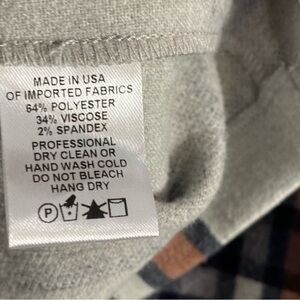 MADE IN USA
OF IMPORTED FABRICS
64% POLYESTER
34% VISCOSE
2% SPANDEX
PROFESSIONAL
DRY CLEAN OR
HAND WASH COLD
DO NOT BLEACH
HANG DRY
P